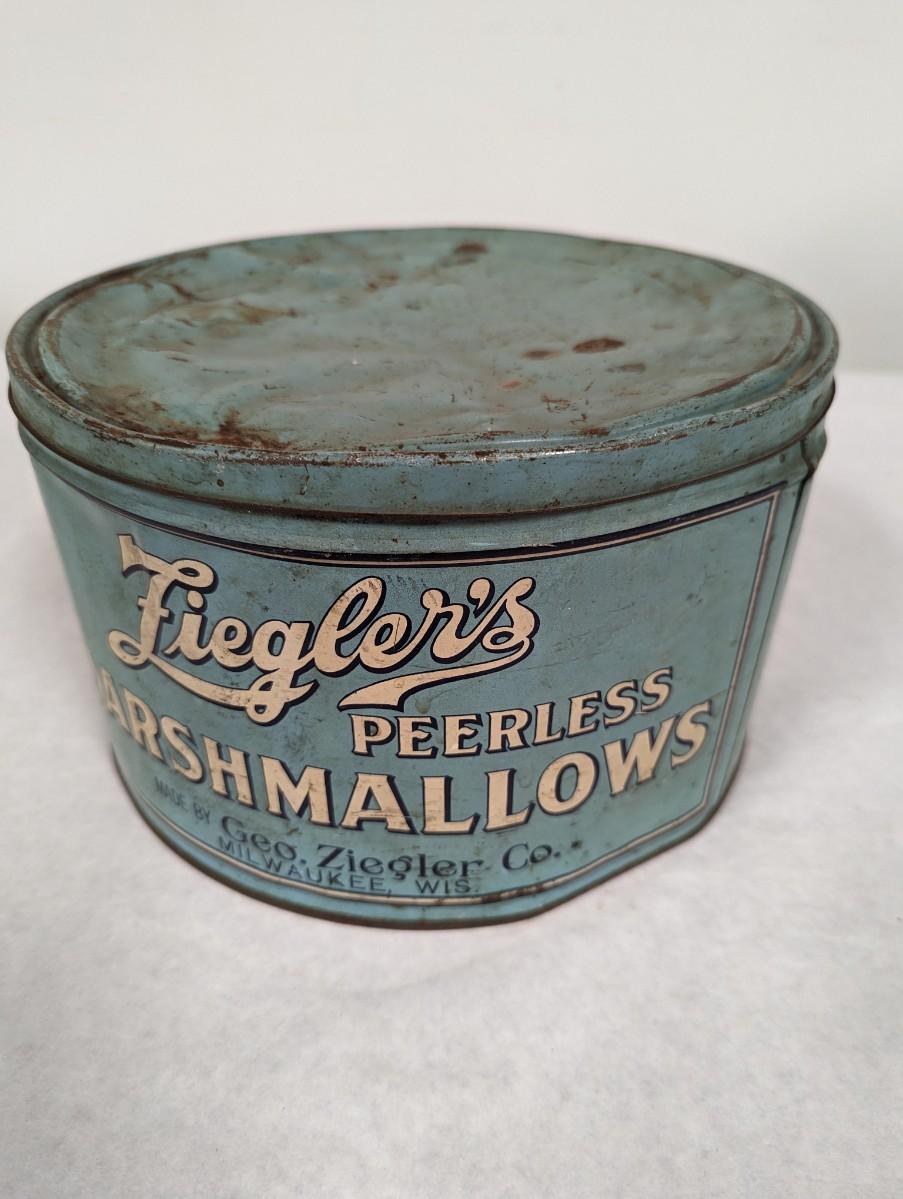 Ziegler's
PEERLESS
ARSHMALLOWS
MADE BY Geo. Ziegler Co.
MILWAUKEE, WIS.